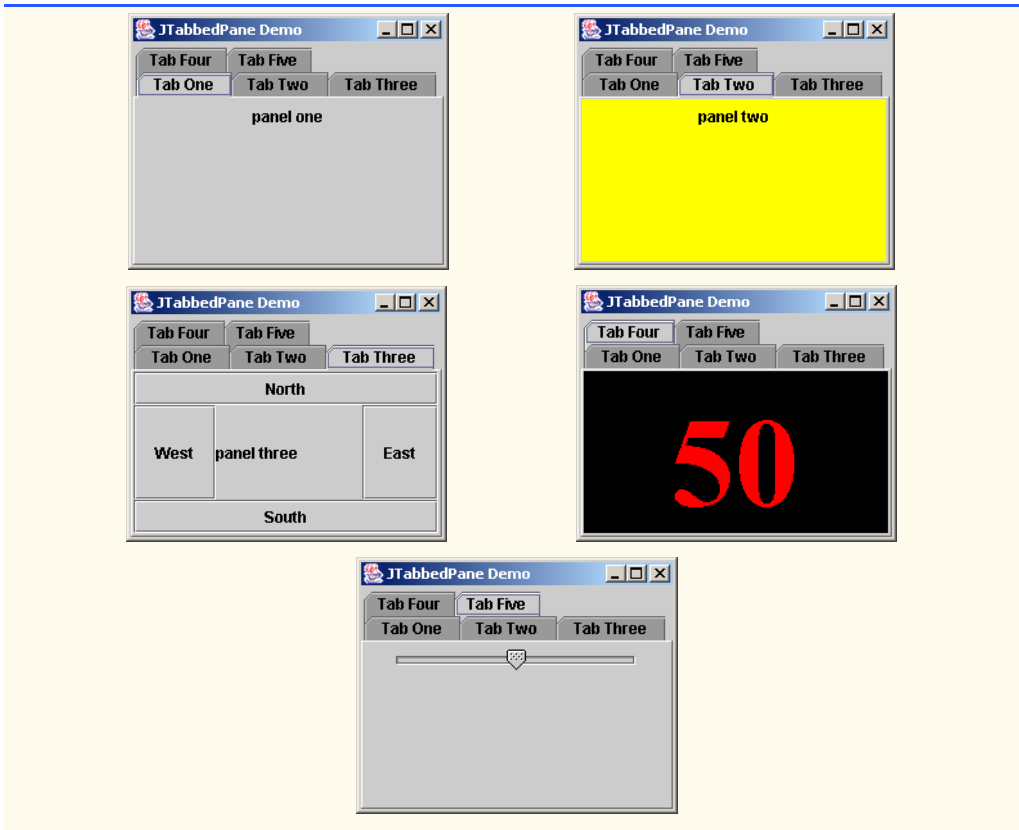 JTabbedPane Demo
Tab Four Tab Five
Tab One Tab Two Tab Three
panel one
JTabbedPane Demo
Tab Four Tab Five
Tab One Tab Two Tab Three
panel two
JTabbedPane Demo
Tab Four Tab Five
Tab One Tab Two Tab Three
North
West panel three East
South
JTabbedPane Demo
Tab Four Tab Five
Tab One Tab Two Tab Three
50
JTabbedPane Demo
Tab Four Tab Five
Tab One Tab Two Tab Three